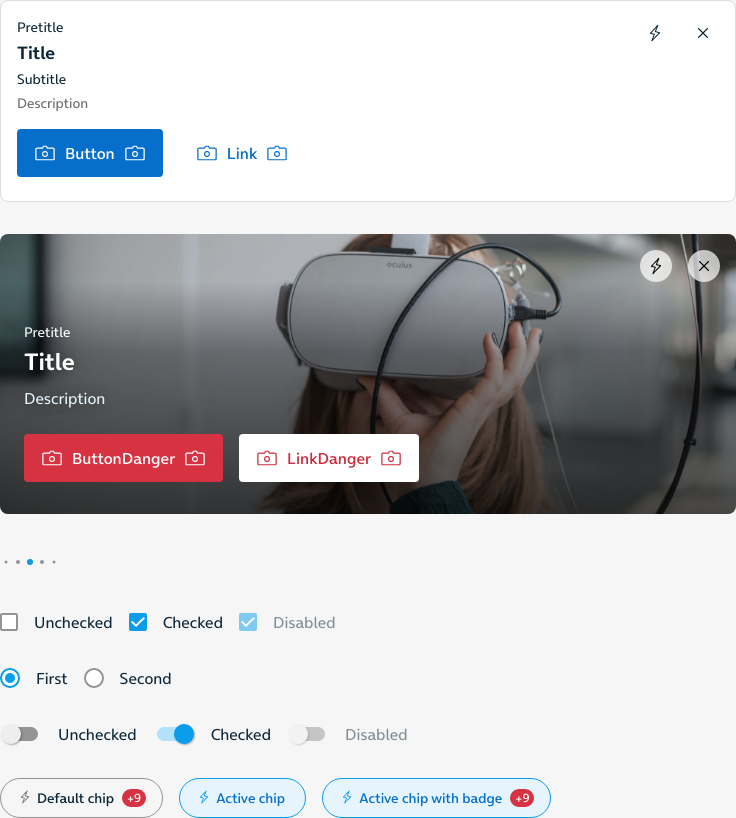 Pretitle
Title
Subtitle
Description
Button Link
oculus
Pretitle
Title
Description
ButtonDanger LinkDanger
Unchecked Checked Disabled
First Second
Unchecked Checked Disabled
Default chip +9 Active chip Active chip with badge +9